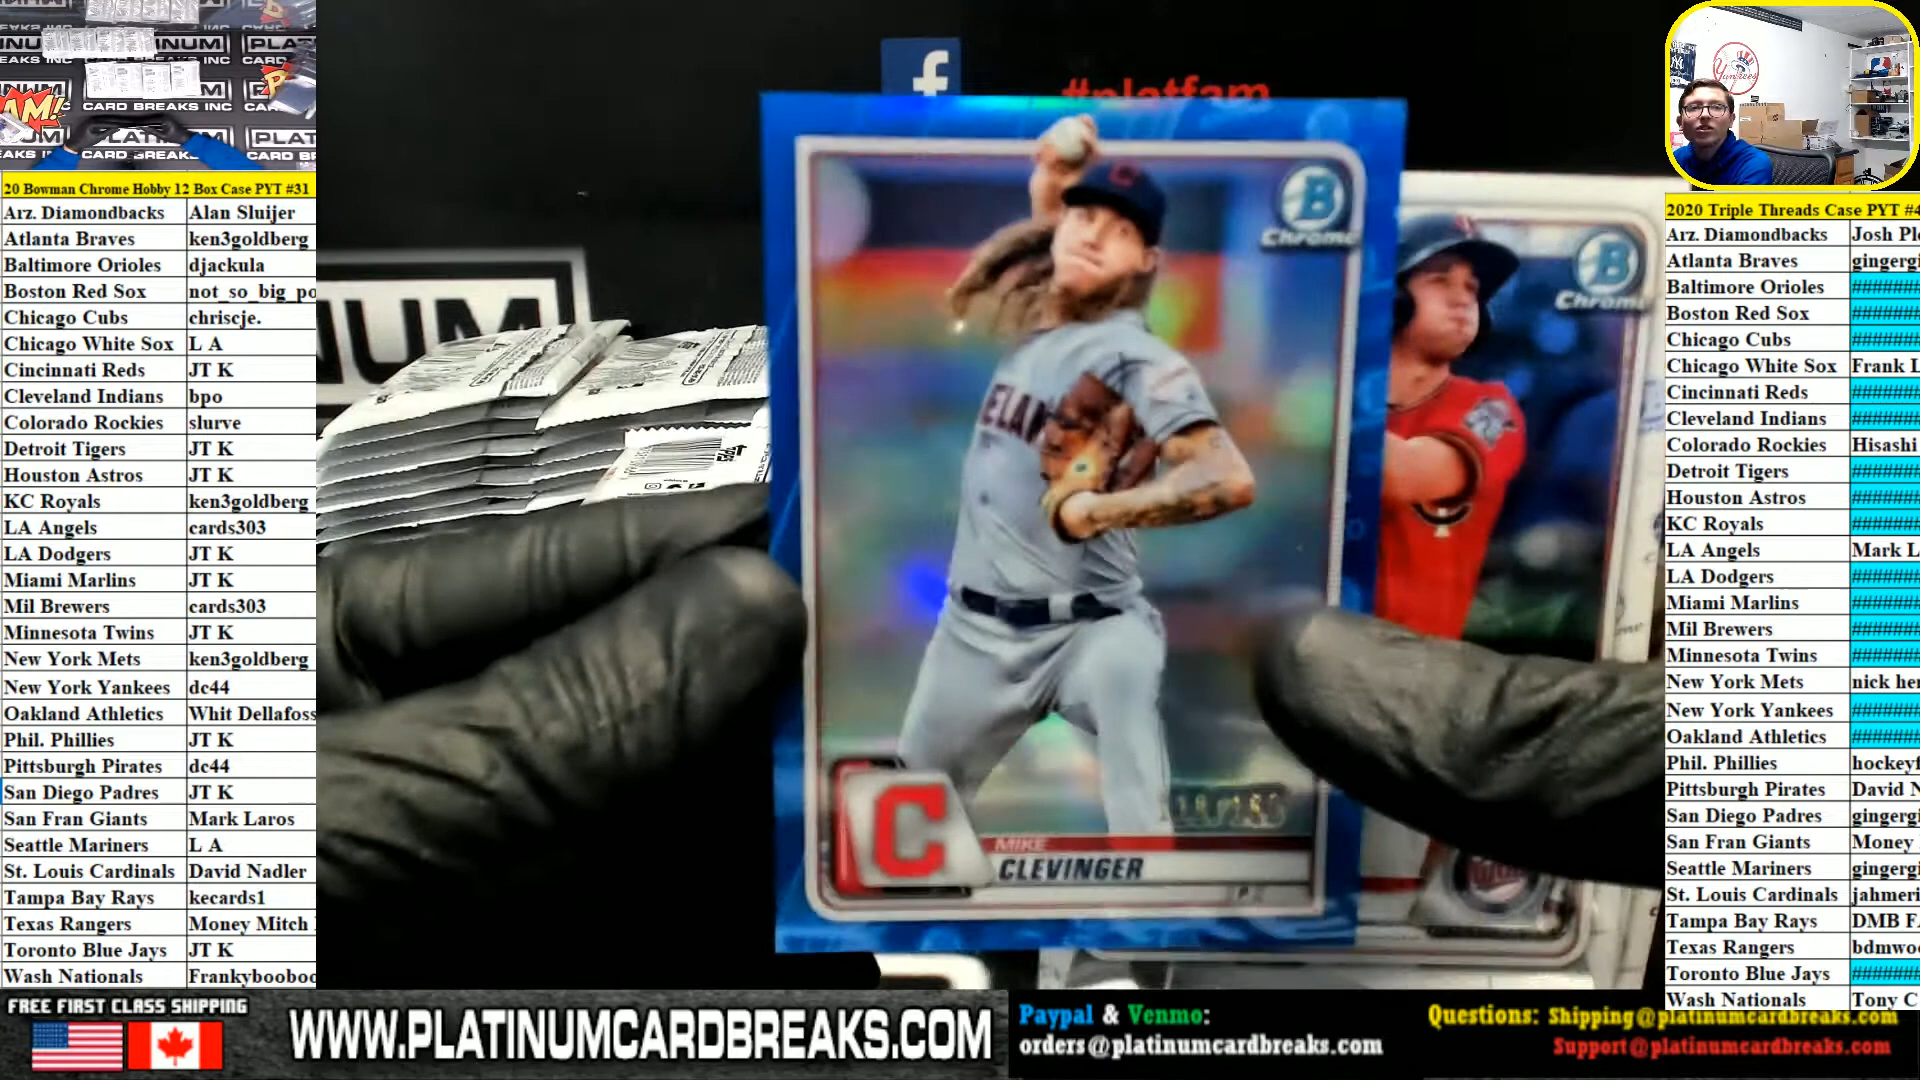 f
#platfam
CARD BREAKS INC
CARD BREAKS
20 Bowman Chrome Hobby 12 Box Case PYT #31
Arz. Diamondbacks Alan Sluijer
Atlanta Braves ken3goldberg
Baltimore Orioles djackula
Boston Red Sox not_so_big_po
Chicago Cubs chriscje.
Chicago White Sox L A
Cincinnati Reds JT K
Cleveland Indians bpo
Colorado Rockies slurve
Detroit Tigers JT K
Houston Astros JT K
KC Royals ken3goldberg
LA Angels cards303
LA Dodgers JT K
Miami Marlins JT K
Mil Brewers cards303
Minnesota Twins JT K
New York Mets ken3goldberg
New York Yankees dc44
Oakland Athletics Whit Dellafoss
Phil. Phillies JT K
Pittsburgh Pirates dc44
San Diego Padres JT K
San Fran Giants Mark Laros
Seattle Mariners L A
St. Louis Cardinals David Nadler
Tampa Bay Rays kecards1
Texas Rangers Money Mitch
Toronto Blue Jays JT K
Wash Nationals Frankybooboo
NUM
B
Chrome
B
Chrome
C
MIKE
CLEVINGER
P
Yankees
2020 Triple Threads Case PYT #4
Arz. Diamondbacks Josh Ple
Atlanta Braves gingergi
Baltimore Orioles #######
Boston Red Sox #######
Chicago Cubs #######
Chicago White Sox Frank L
Cincinnati Reds #######
Cleveland Indians #######
Colorado Rockies Hisashi
Detroit Tigers #######
Houston Astros #######
KC Royals #######
LA Angels Mark L
LA Dodgers #######
Miami Marlins #######
Mil Brewers #######
Minnesota Twins #######
New York Mets nick her
New York Yankees #######
Oakland Athletics #######
Phil. Phillies hockeyf
Pittsburgh Pirates David N
San Diego Padres gingergi
San Fran Giants Money
Seattle Mariners gingergi
St. Louis Cardinals jahmeri
Tampa Bay Rays DMB FA
Texas Rangers bdmwoo
Toronto Blue Jays #######
Wash Nationals Tony C
FREE FIRST CLASS SHIPPING
WWW.PLATINUMCARDBREAKS.COM
Paypal & Venmo:
orders@platinumcardbreaks.com
Questions: Shipping@platinumcardbreaks.com
Support@platinumcardbreaks.com